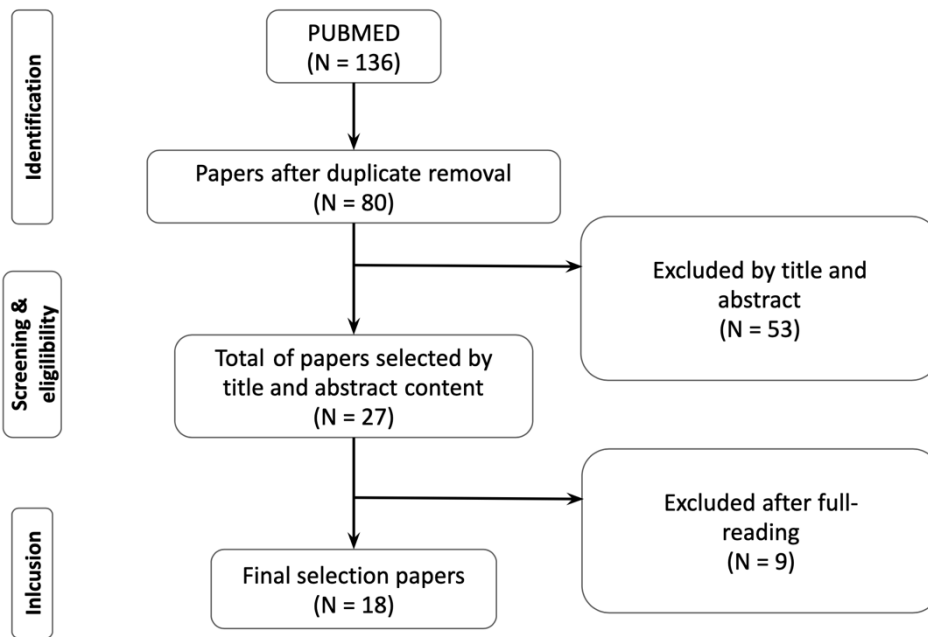 Identification
PUBMED
(N = 136)
Papers after duplicate removal
(N = 80)
Screening &
eligilibility
Excluded by title and
abstract
(N = 53)
Total of papers selected by
title and abstract content
(N = 27)
Inlcusion
Excluded after full-
reading
(N = 9)
Final selection papers
(N = 18)